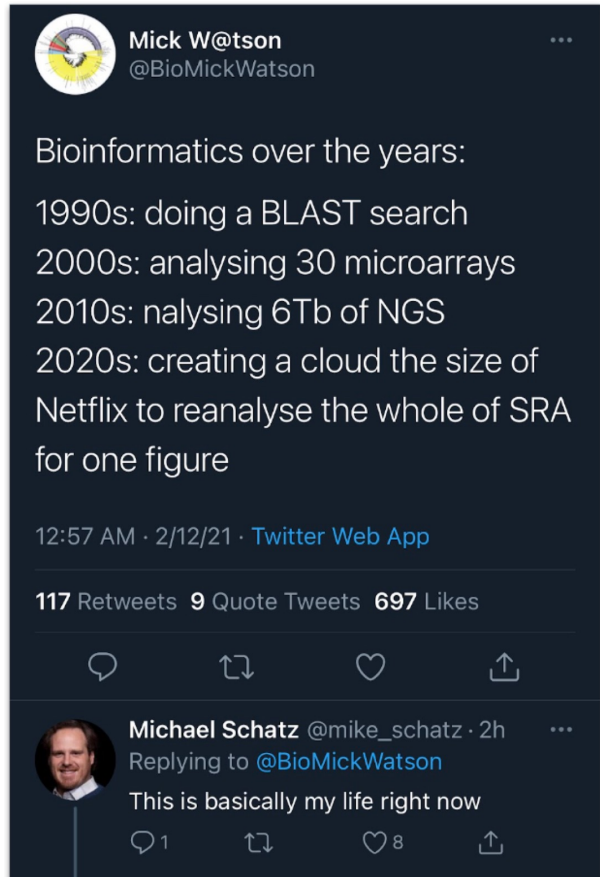 Mick W@tson
@BioMickWatson
Bioinformatics over the years:
1990s: doing a BLAST search
2000s: analysing 30 microarrays
2010s: nalysing 6Tb of NGS
2020s: creating a cloud the size of
Netflix to reanalyse the whole of SRA
for one figure
12:57 AM · 2/12/21 · Twitter Web App
117 Retweets 9 Quote Tweets 697 Likes
Michael Schatz @mike_schatz · 2h
Replying to @BioMickWatson
This is basically my life right now
1 8